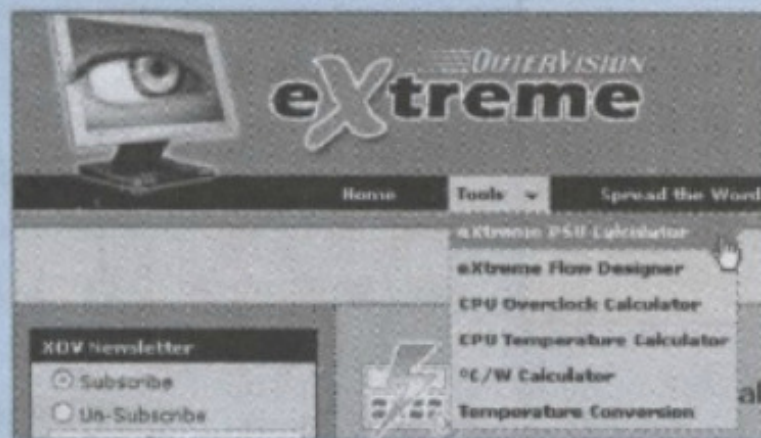 OUTERVISION
eXtreme
Home Tools Spread the Word
eXtreme PSU Calculator
eXtreme Flow Designer
CPU Overclock Calculator
CPU Temperature Calculator
°C/W Calculator
Temperature Conversion
XOV Newsletter
Subscribe
Un-Subscribe